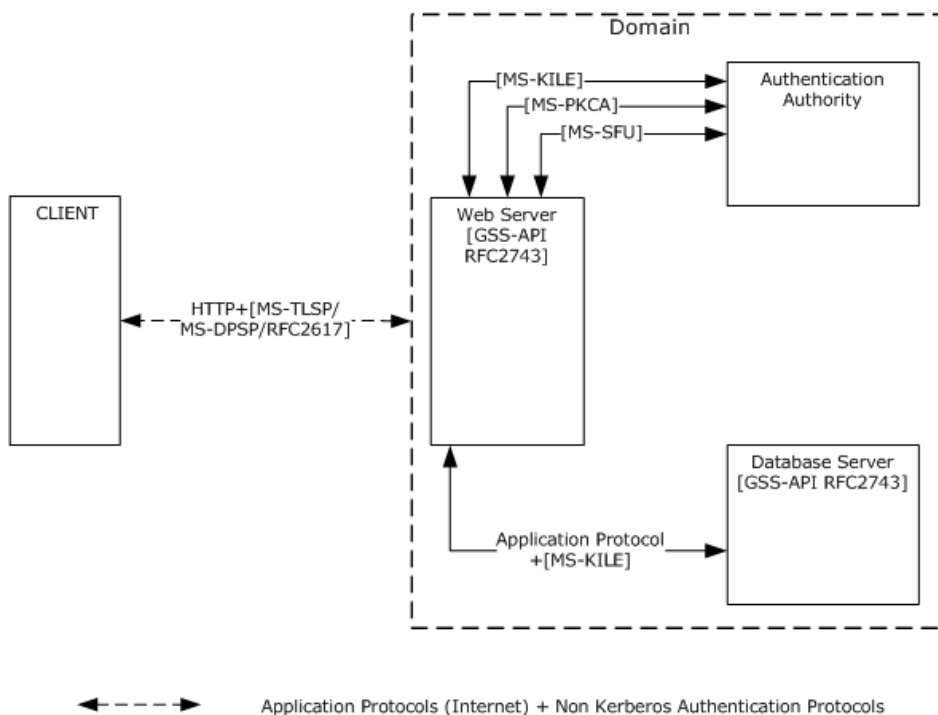 Domain
[MS-KILE]
[MS-PKCA]
[MS-SFU]
Authentication
Authority
CLIENT
Web Server
[GSS-API
RFC2743]
HTTP+[MS-TLSP/
MS-DPSP/RFC2617]
Database Server
[GSS-API RFC2743]
Application Protocol
+[MS-KILE]
Application Protocols (Internet) + Non Kerberos Authentication Protocols